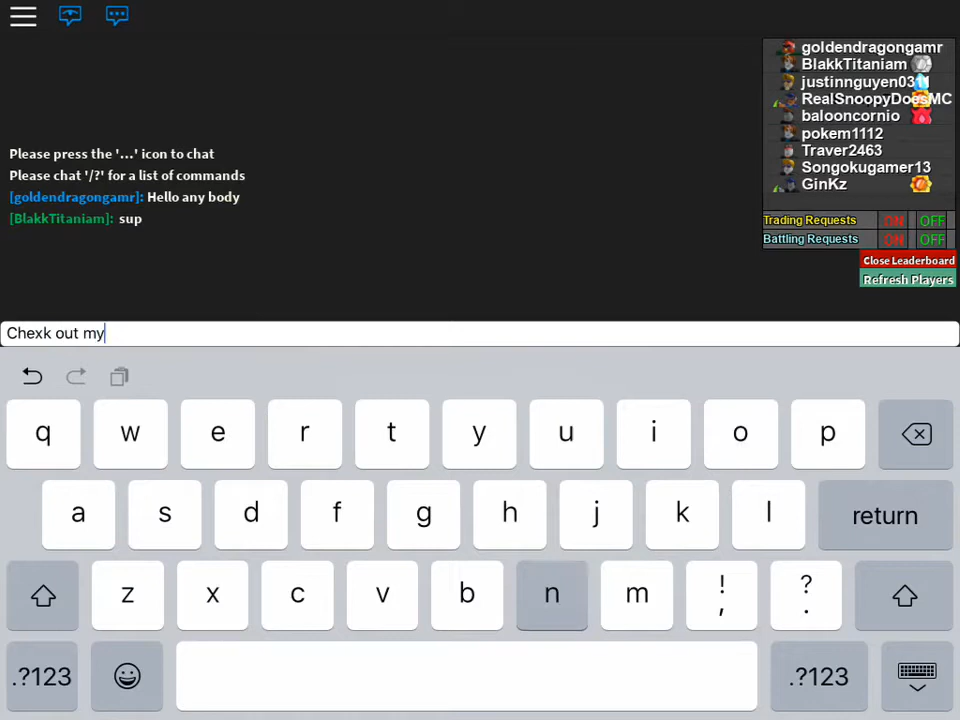 goldendragongamr
BlakkTitaniam
justinnguyen0311
RealSnoopyDoesMC
balooncornio
pokem1112
Traver2463
Songokugamer13
GinKz
Please press the '...' icon to chat
Please chat '/?' for a list of commands
[goldendragongamr]: Hello any body
[BlakkTitaniam]: sup
Trading Requests ON OFF
Battling Requests ON OFF
Close Leaderboard
Refresh Players
Chexk out my
q w e r t y u i o p
a s d f g h j k l return
z x c v b n m ! , ? .
.?123 .?123